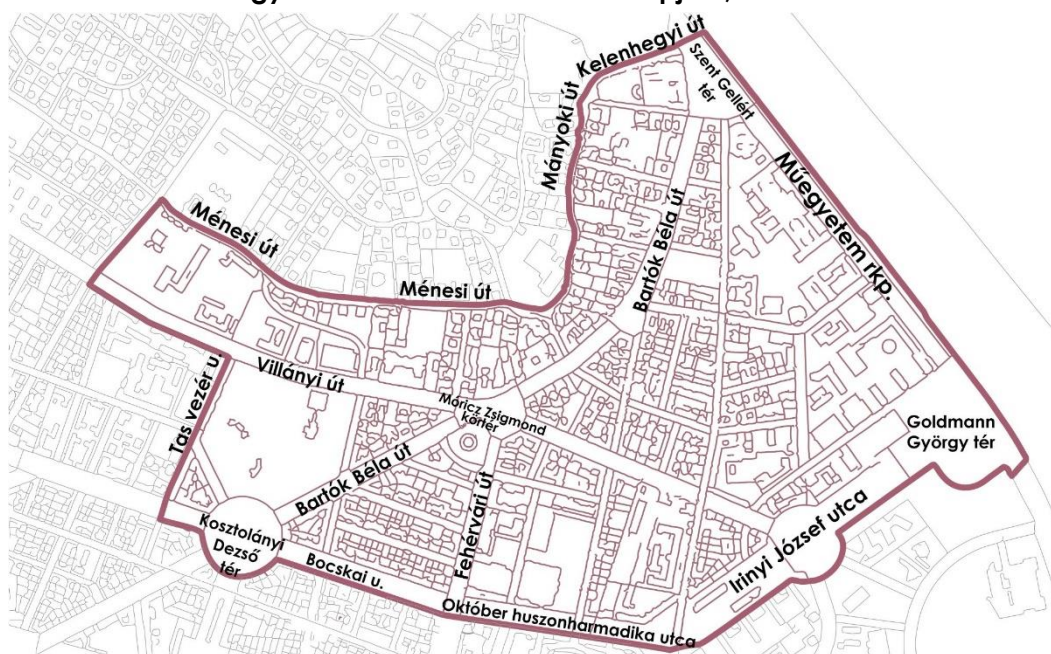 Kelenhegyi út
Szent Gellért
tér
Mányoki út
Műegyetem rkp.
Bartók Béla út
Ménesi út
Ménesi út
Villányi út
Tas vezér u.
Móricz Zsigmond
körtér
Goldmann
György tér
Bartók Béla út
Fehérvári út
Irinyi József utca
Kosztolányi
Dezső
tér
Bocskai u.
Október huszonharmadika utca